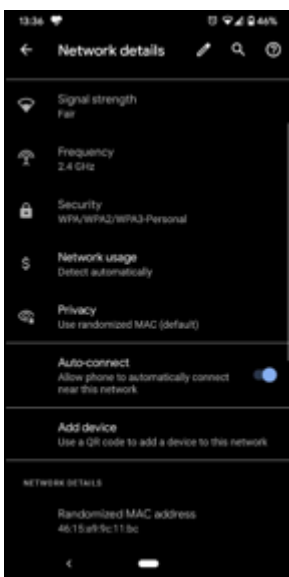 13:36 46%
Network details
Signal strength
Fair
Frequency
2.4 GHz
Security
WPA/WPA2/WPA3-Personal
$ Network usage
Detect automatically
Privacy
Use randomized MAC (default)
Auto-connect
Allow phone to automatically connect
near this network
Add device
Use a QR code to add a device to this network
NETWORK DETAILS
Randomized MAC address
46:15:a9:9c:11:bc